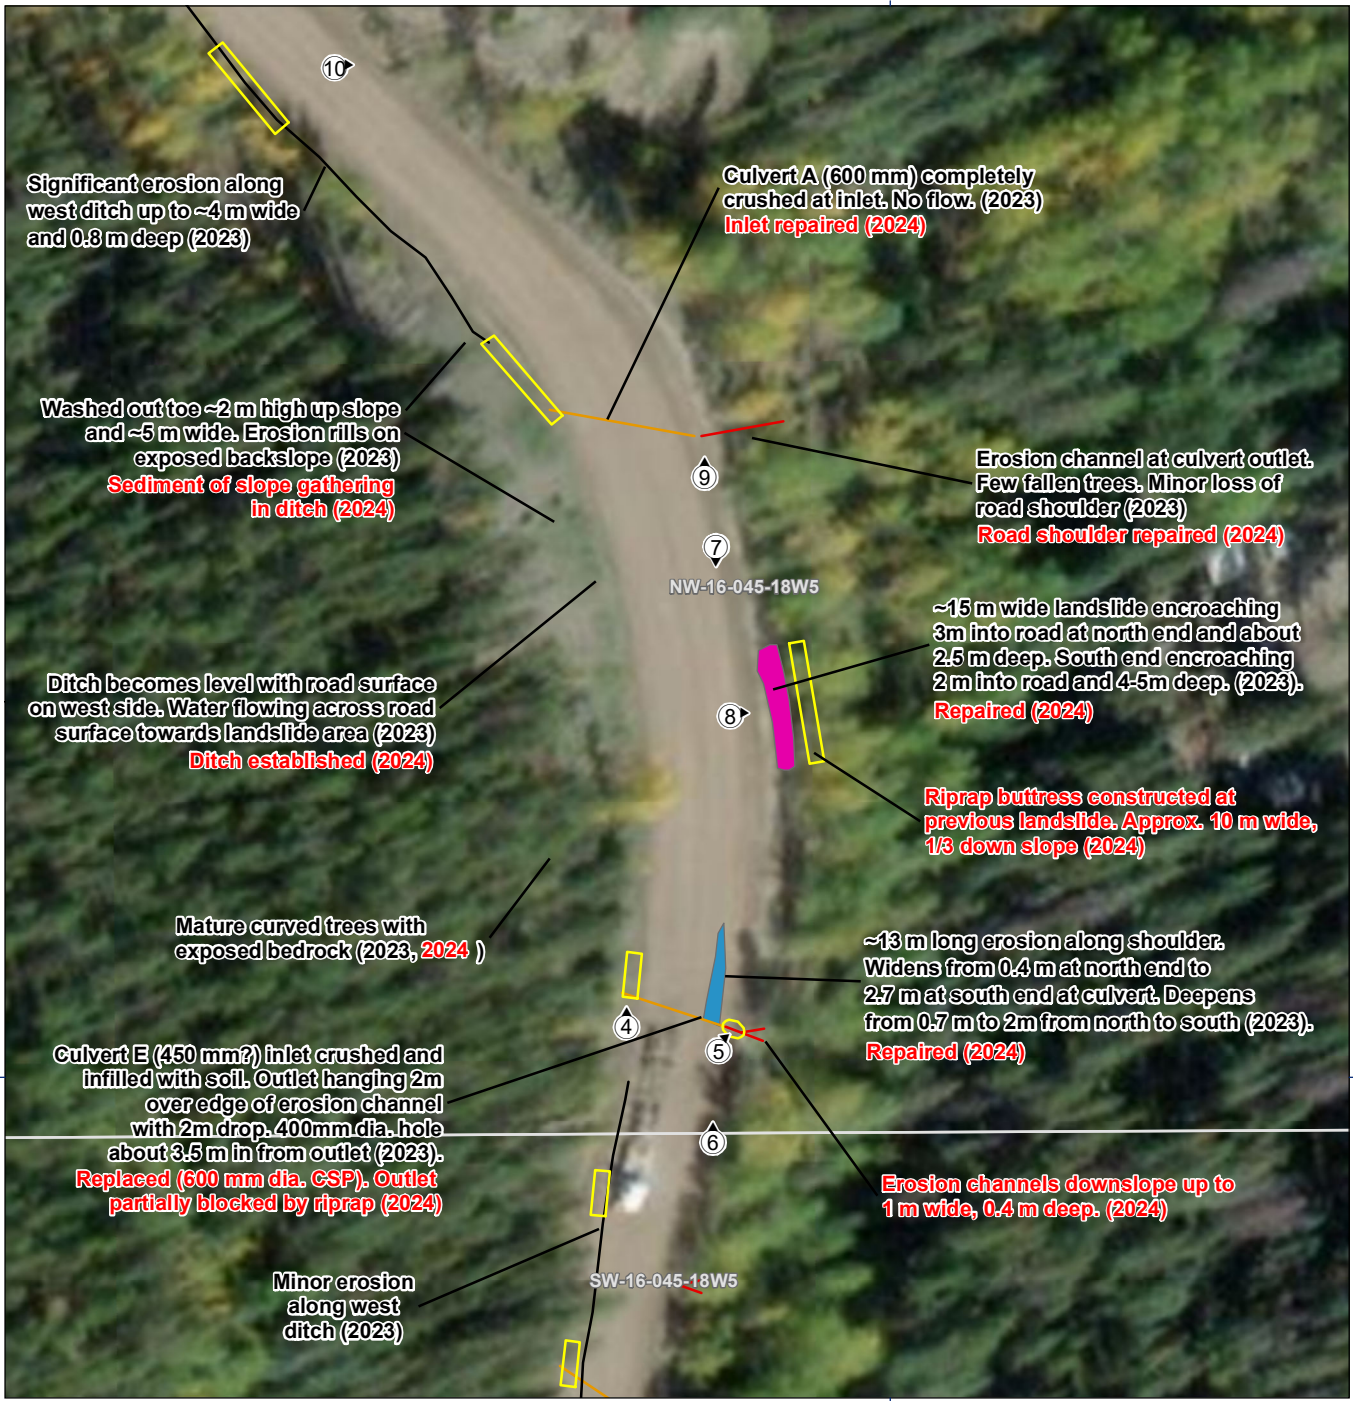 10
Significant erosion along
west ditch up to ~4 m wide
and 0.8 m deep (2023)
Culvert A (600 mm) completely
crushed at inlet. No flow. (2023)
Inlet repaired (2024)
Washed out toe ~2 m high up slope
and ~5 m wide. Erosion rills on
exposed backslope (2023)
Sediment of slope gathering
in ditch (2024)
9
Erosion channel at culvert outlet.
Few fallen trees. Minor loss of
road shoulder (2023)
Road shoulder repaired (2024)
7
NW-16-045-18W5
~15 m wide landslide encroaching
3m into road at north end and about
2.5 m deep. South end encroaching
2 m into road and 4-5m deep. (2023).
Repaired (2024)
Ditch becomes level with road surface
on west side. Water flowing across road
surface towards landslide area (2023)
Ditch established (2024)
8
Riprap buttress constructed at
previous landslide. Approx. 10 m wide,
1/3 down slope (2024)
Mature curved trees with
exposed bedrock (2023, 2024 )
~13 m long erosion along shoulder.
Widens from 0.4 m at north end to
2.7 m at south end at culvert. Deepens
from 0.7 m to 2m from north to south (2023).
Repaired (2024)
4
5
Culvert E (450 mm?) inlet crushed and
infilled with soil. Outlet hanging 2m
over edge of erosion channel
with 2m drop. 400mm dia. hole
about 3.5 m in from outlet (2023).
Replaced (600 mm dia. CSP). Outlet
partially blocked by riprap (2024)
6
Erosion channels downslope up to
1 m wide, 0.4 m deep. (2024)
SW-16-045-18W5
Minor erosion
along west
ditch (2023)